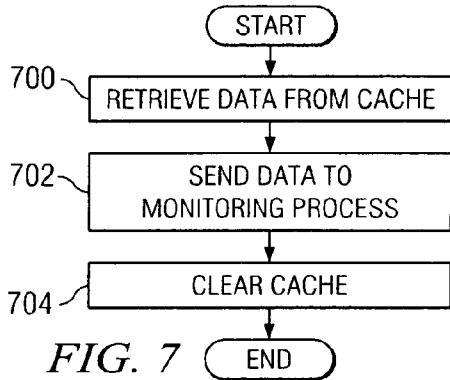 START
700
RETRIEVE DATA FROM CACHE
702
SEND DATA TO
MONITORING PROCESS
704
CLEAR CACHE
FIG. 7
END